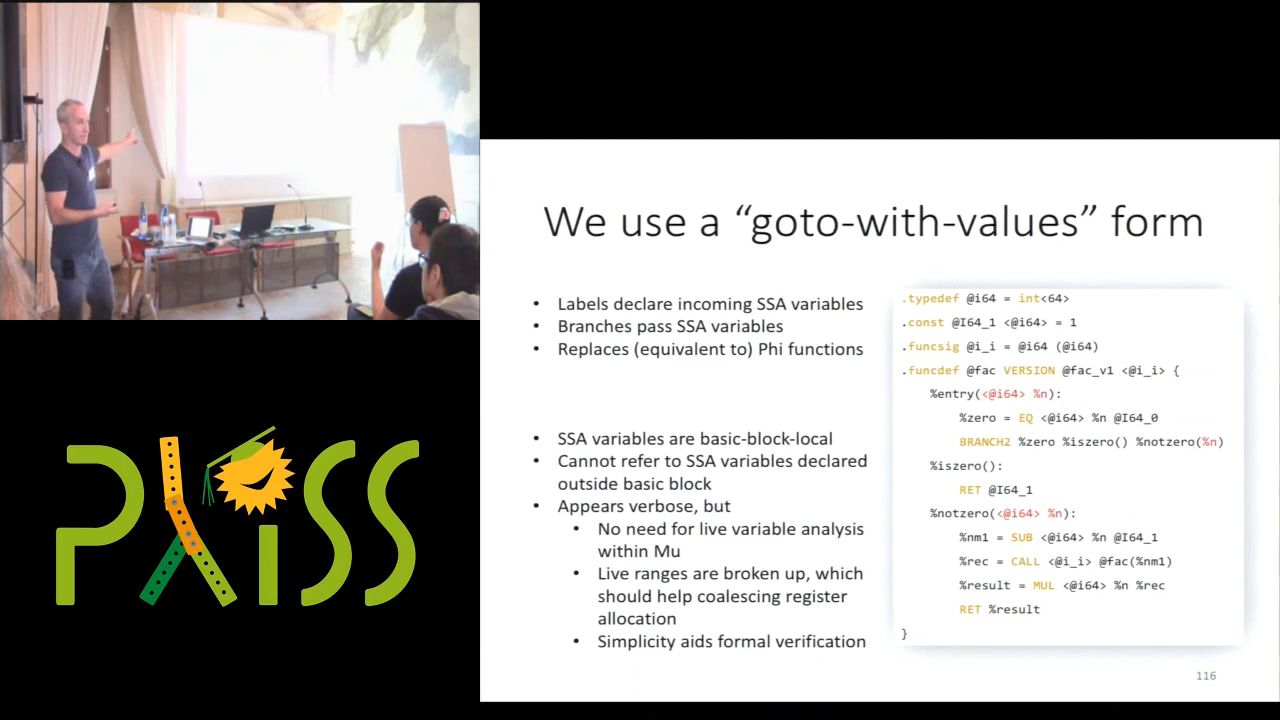 PLISS
We use a “goto-with-values” form
• Labels declare incoming SSA variables
• Branches pass SSA variables
• Replaces (equivalent to) Phi functions
• SSA variables are basic-block-local
• Cannot refer to SSA variables declared
outside basic block
• Appears verbose, but
• No need for live variable analysis
within Mu
• Live ranges are broken up, which
should help coalescing register
allocation
• Simplicity aids formal verification
.typedef @i64 = int<64>
.const @I64_1 <@i64> = 1
.funcsig @i_i = @i64 (@i64)
.funcdef @fac VERSION @fac_v1 <@i_i> {
%entry(<@i64> %n):
%zero = EQ <@i64> %n @I64_0
BRANCH2 %zero %iszero() %notzero(%n)
%iszero():
RET @I64_1
%notzero(<@i64> %n):
%nm1 = SUB <@i64> %n @I64_1
%rec = CALL <@i_i> @fac(%nm1)
%result = MUL <@i64> %n %rec
RET %result
}
116